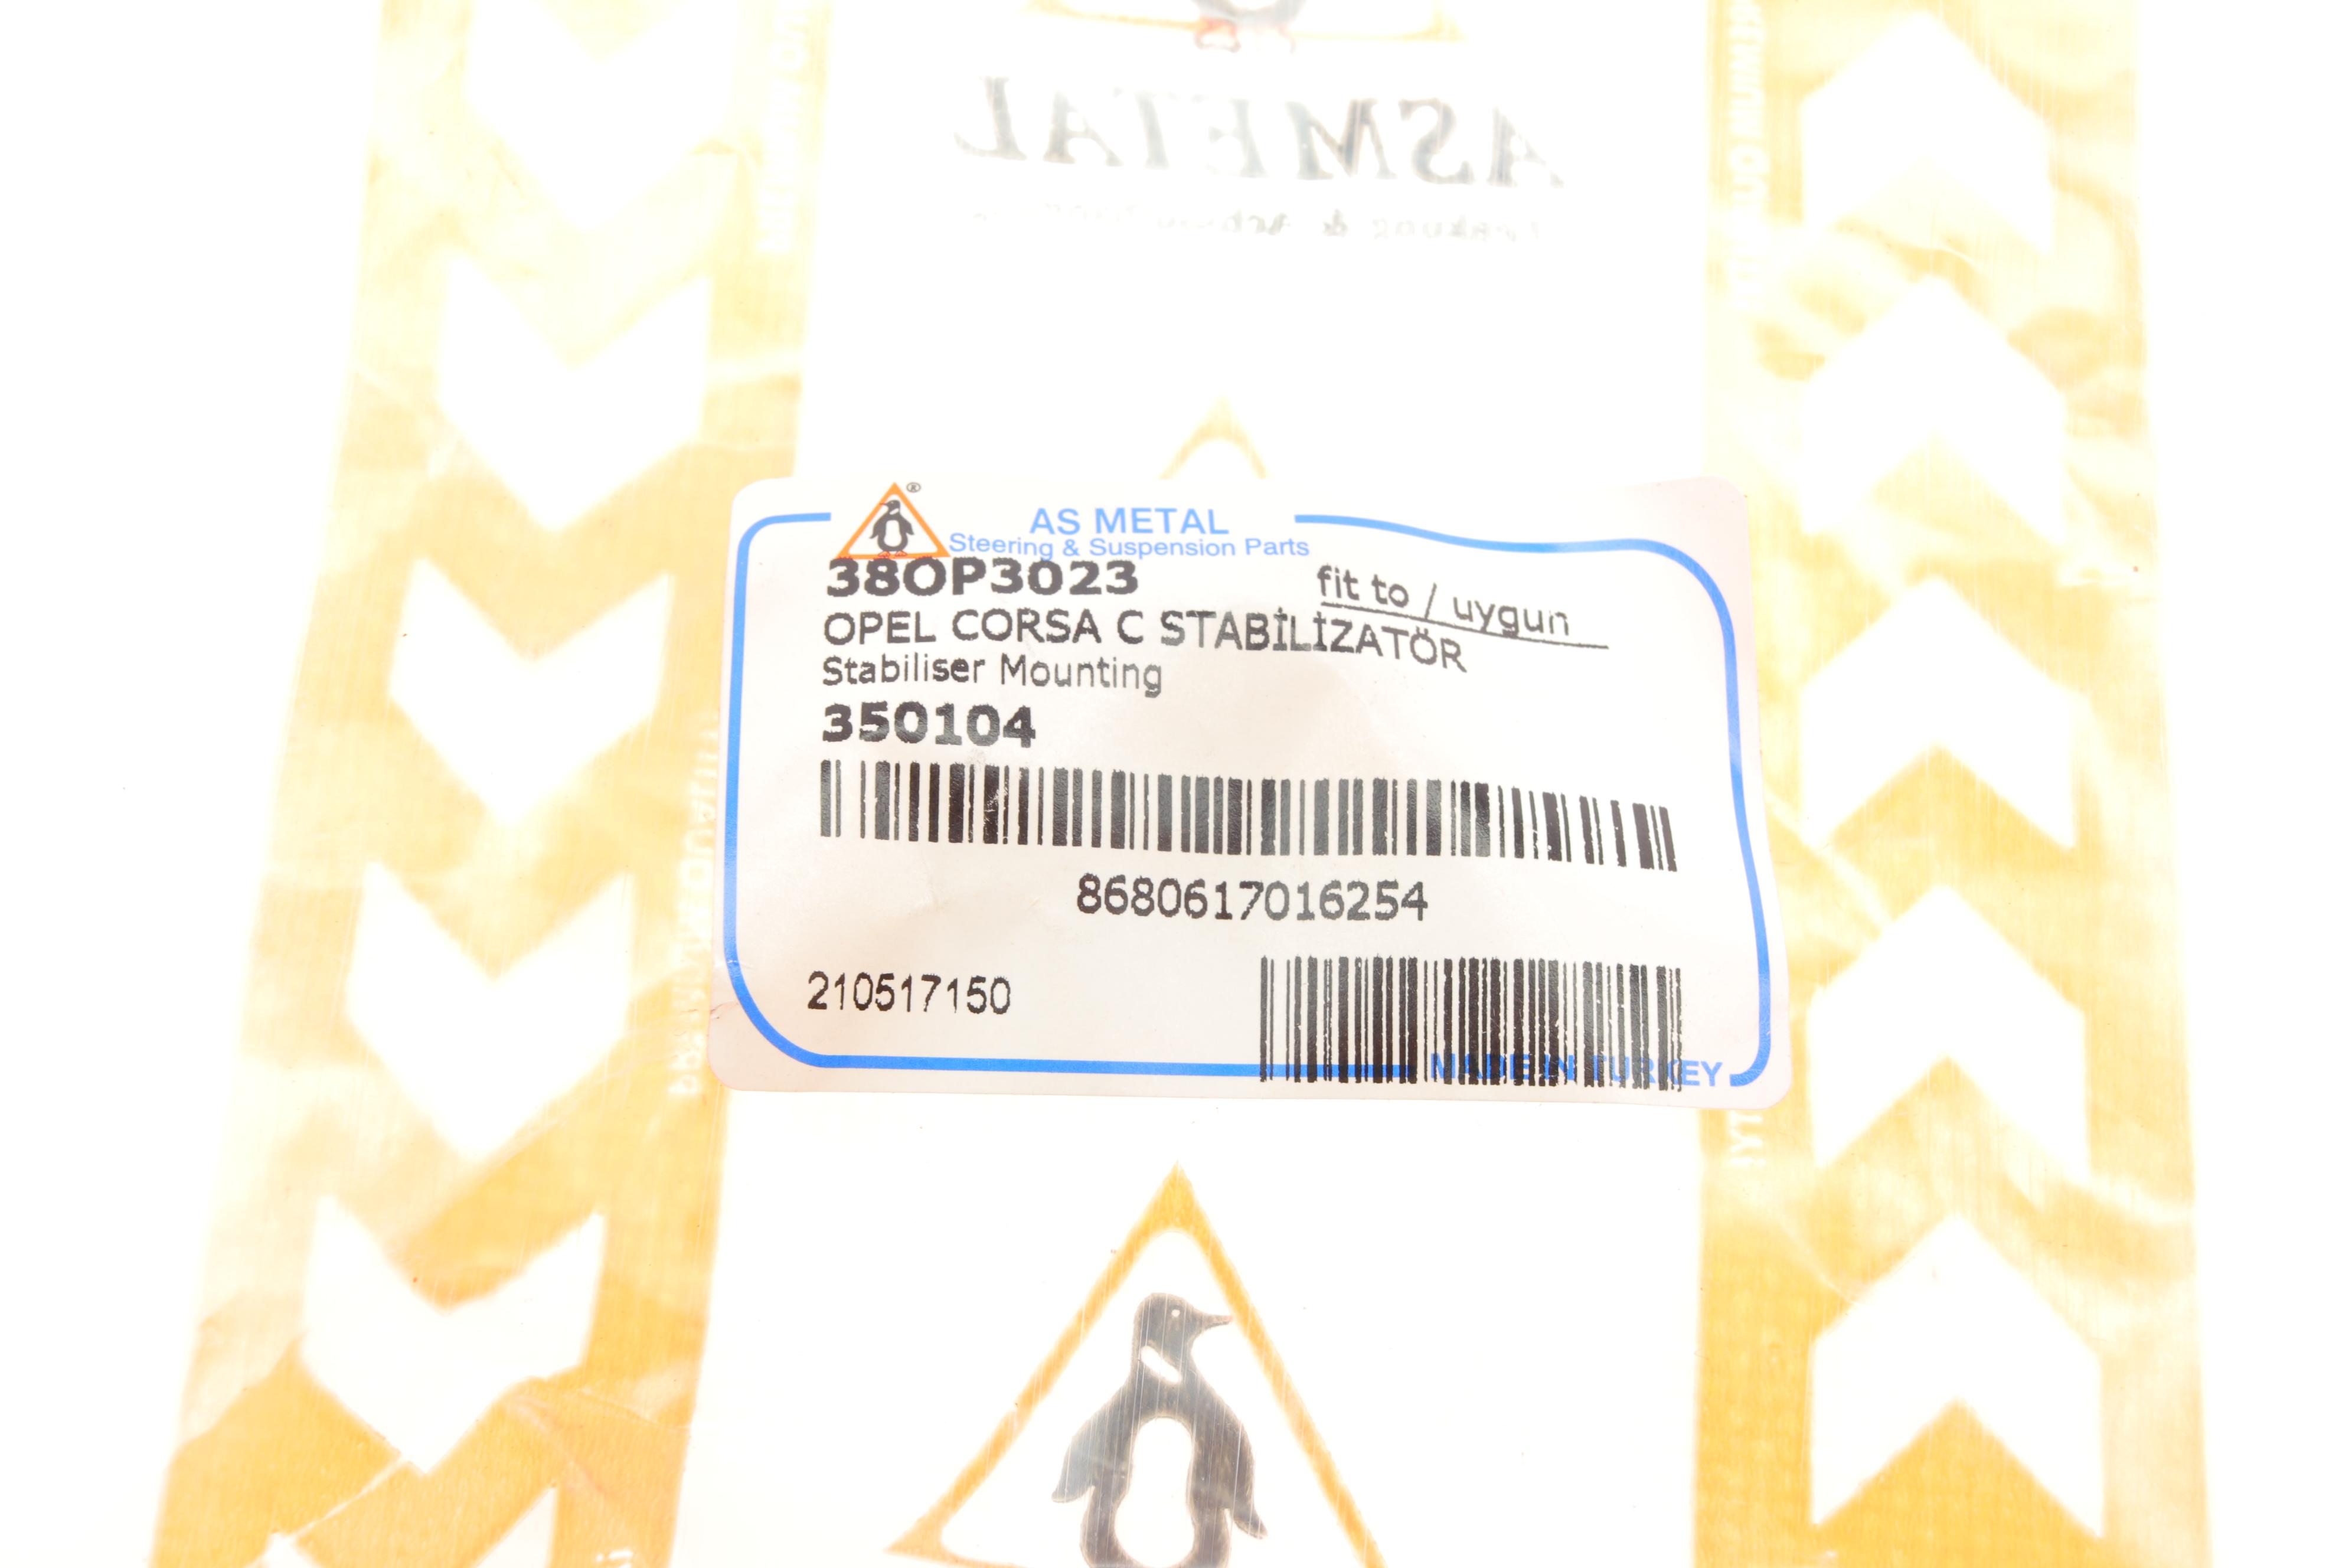 ASMETAL
®
AS METAL
Steering & Suspension Parts
38OP3023
fit to / uygun
OPEL CORSA C STABİLİZATÖR
Stabiliser Mounting
350104
8680617016254
210517150
MADE IN TURKEY